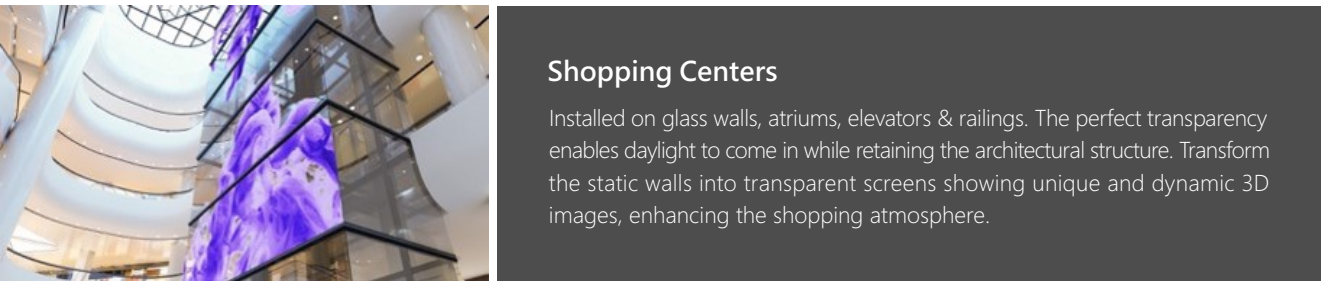 Shopping Centers
Installed on glass walls, atriums, elevators & railings. The perfect transparency
enables daylight to come in while retaining the architectural structure. Transform
the static walls into transparent screens showing unique and dynamic 3D
images, enhancing the shopping atmosphere.